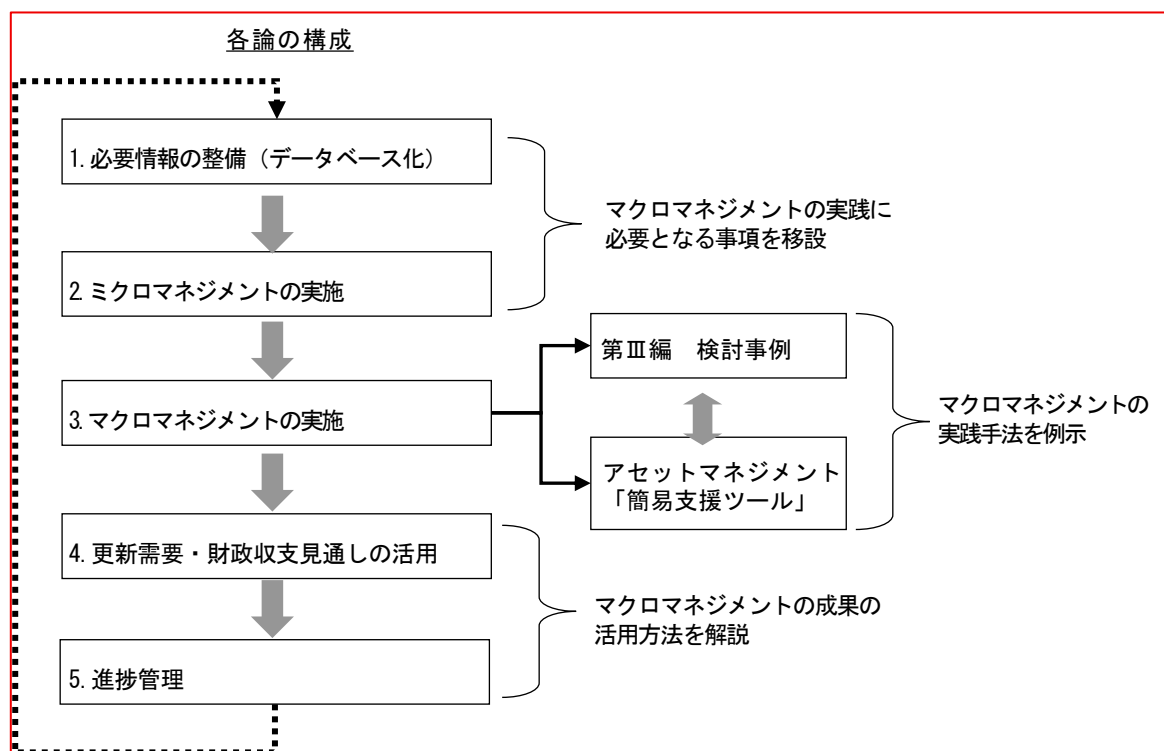 各論の構成
1. 必要情報の整備（データベース化）
マクロマネジメントの実践に
必要となる事項を移設
2. ミクロマネジメントの実施
第Ⅲ編　検討事例
3. マクロマネジメントの実施
マクロマネジメントの
実践手法を例示
アセットマネジメント
「簡易支援ツール」
4. 更新需要・財政収支見通しの活用
マクロマネジメントの成果の
活用方法を解説
5. 進捗管理